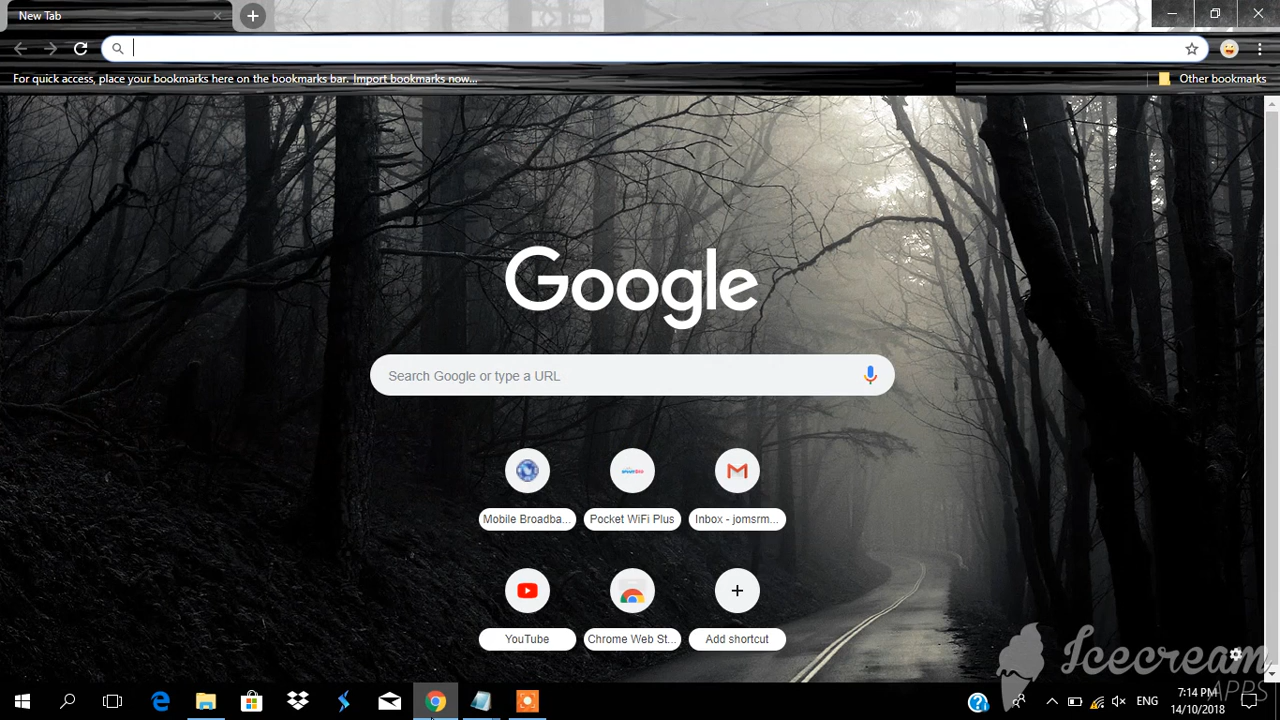 New Tab
For quick access, place your bookmarks here on the bookmarks bar. Import bookmarks now...
Other bookmarks
Google
Search Google or type a URL
Mobile Broadba...
Pocket WiFi Plus
Inbox - jomsrm...
YouTube
Chrome Web St...
Add shortcut
Icecream
APPS
ENG
7:14 PM
14/10/2018